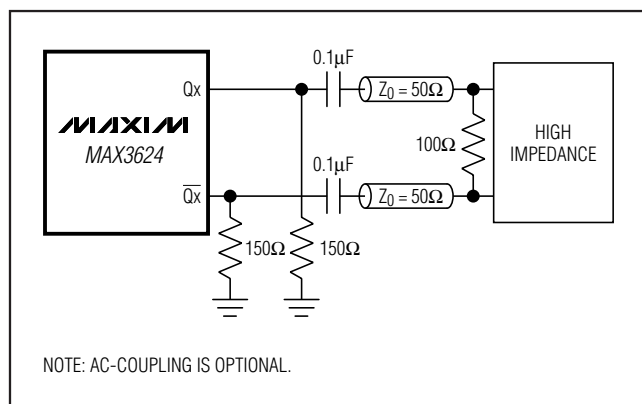 0.1µF
Qx
Z0 = 50Ω
MAXIM
MAX3624
100Ω
HIGH
IMPEDANCE
0.1µF
Qx
Z0 = 50Ω
150Ω
150Ω
NOTE: AC-COUPLING IS OPTIONAL.